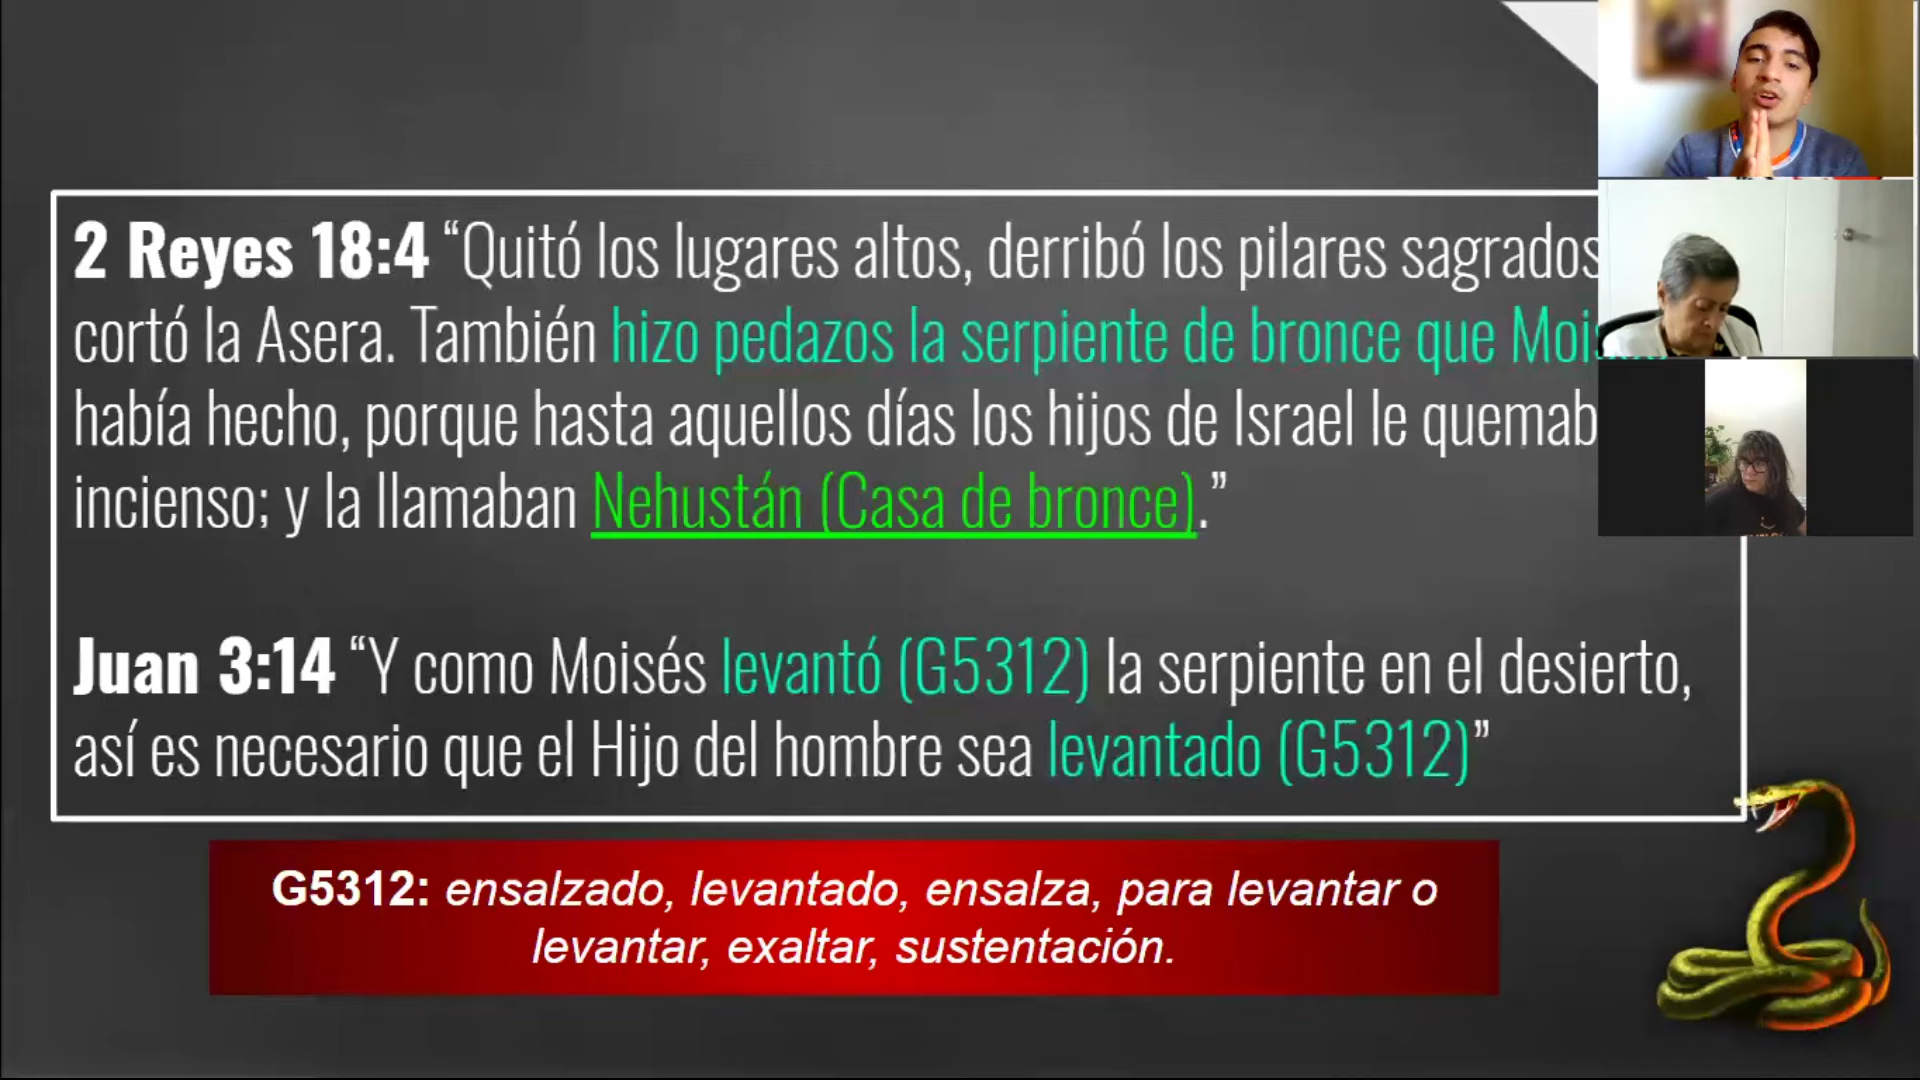 2 Reyes 18:4 “Quitó los lugares altos, derribó los pilares sagrados
cortó la Asera. También hizo pedazos la serpiente de bronce que
había hecho, porque hasta aquellos días los hijos de Israel le
incienso; y la llamaban Nehustán (Casa de bronce).”
Juan 3:14 “Y como Moisés levantó (G5312) la serpiente en el desierto,
así es necesario que el Hijo del hombre sea levantado (G5312)”
G5312: ensalzado, levantado, ensalza, para levantar o
levantar, exaltar, sustentación.